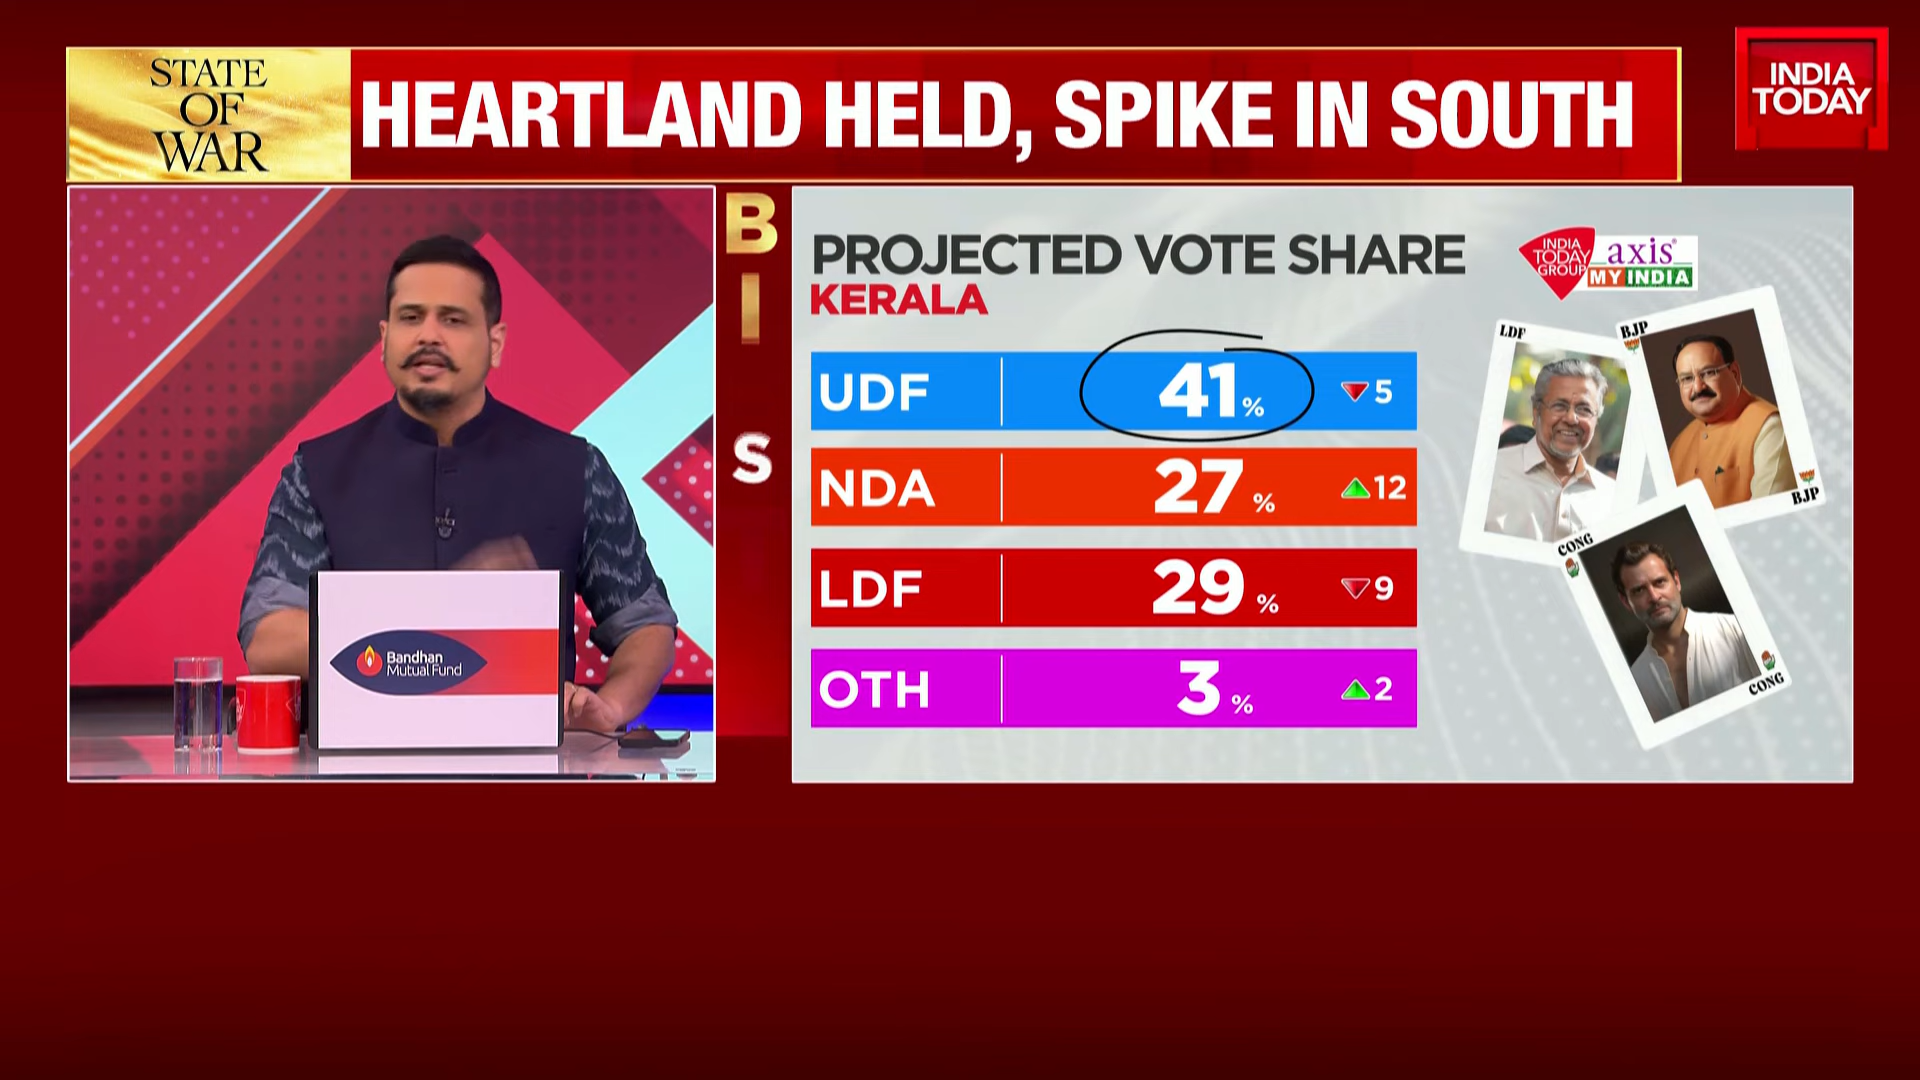 STATE
OF
WAR
HEARTLAND HELD, SPIKE IN SOUTH
INDIA
TODAY
B
I
S
PROJECTED VOTE SHARE
KERALA
INDIA
TODAY
GROUP
axis
MY INDIA
UDF 41% 5
NDA 27% 12
LDF 29% 9
OTH 3% 2
LDF
BJP
BJP
CONG
CONG
Bandhan
Mutual Fund